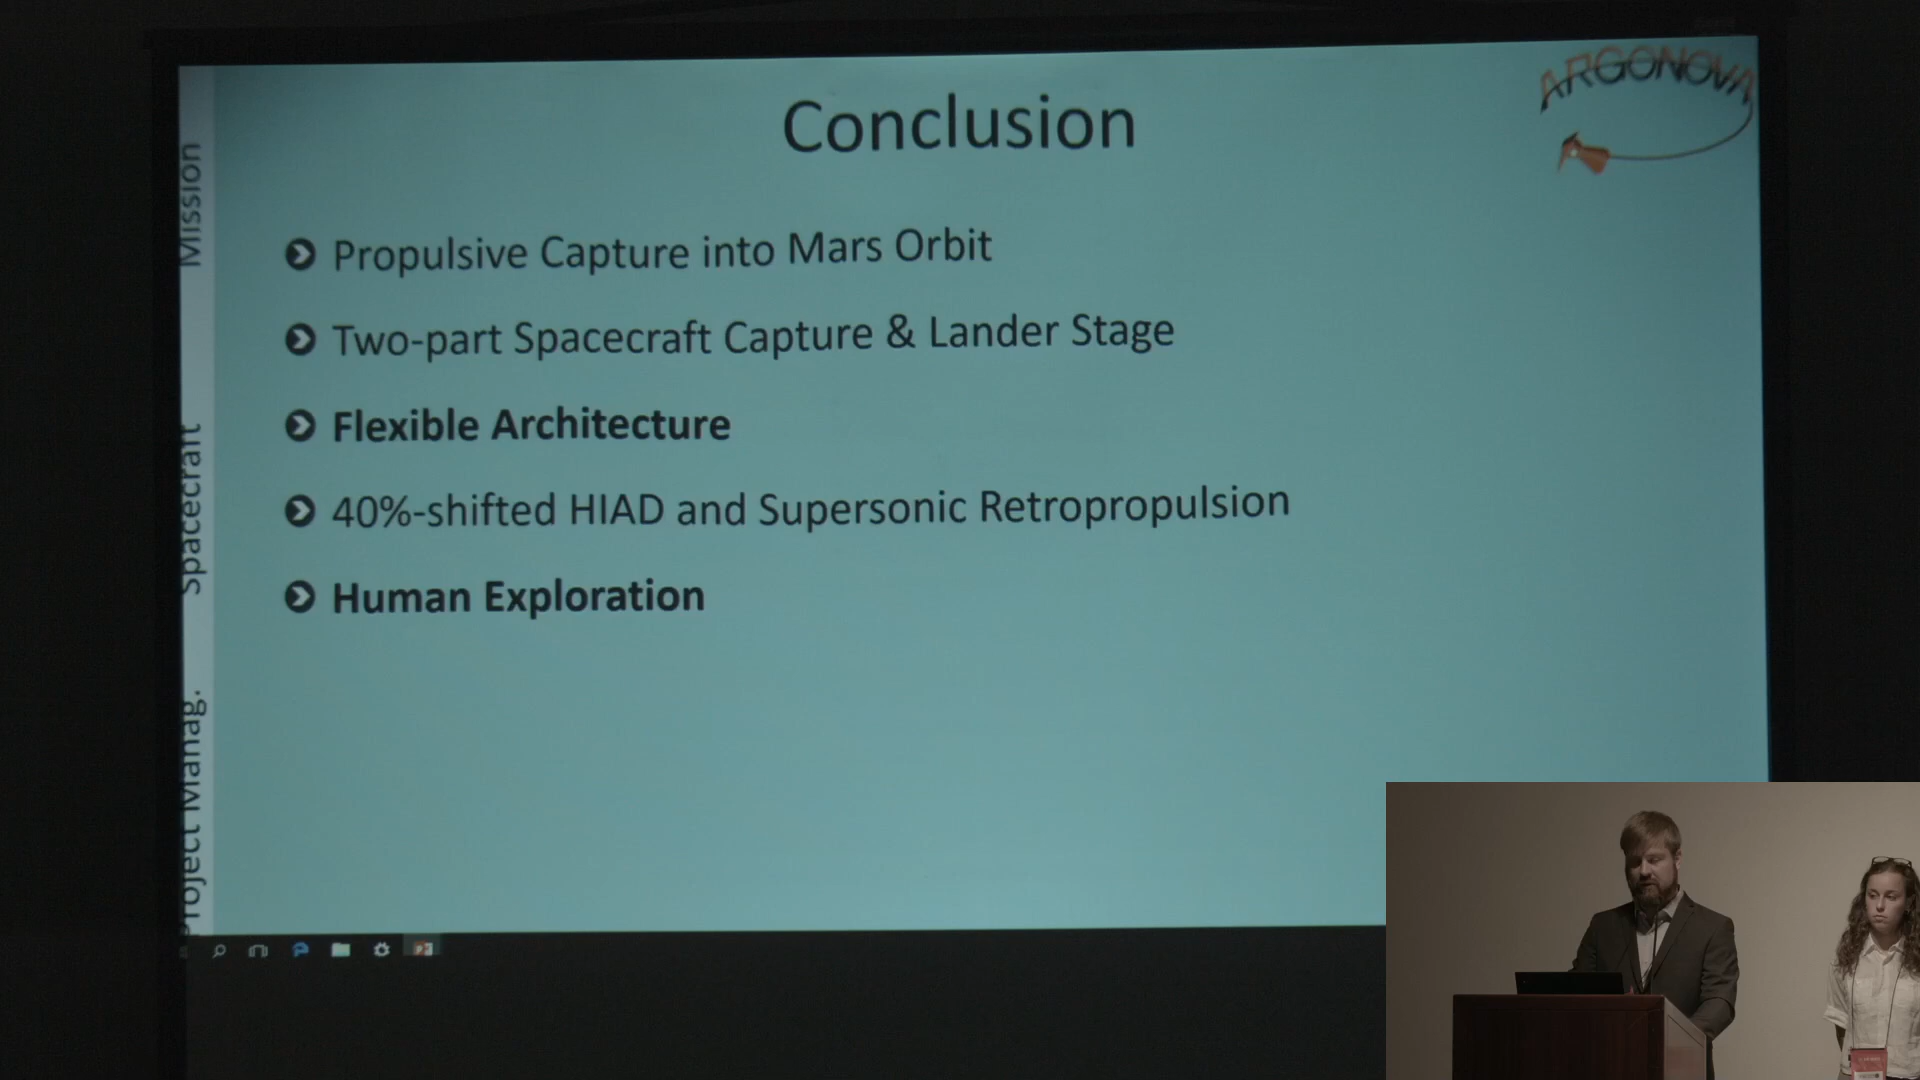 Conclusion
ARGONOVA
Mission
Propulsive Capture into Mars Orbit
Two-part Spacecraft Capture & Lander Stage
Flexible Architecture
Spacecraft
40%-shifted HIAD and Supersonic Retropropulsion
Human Exploration
Project Manag.